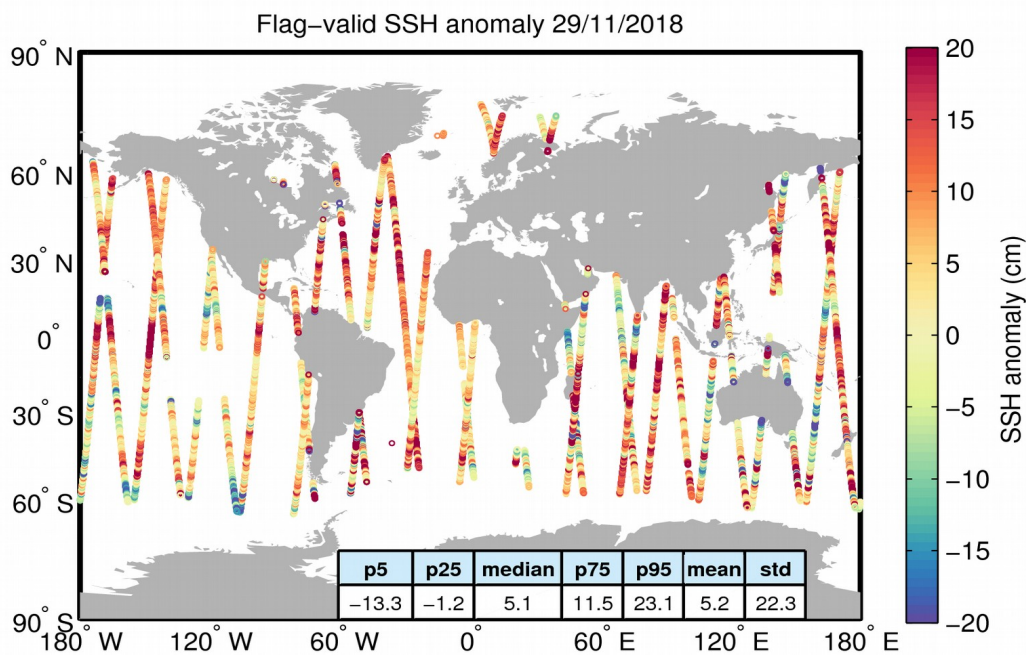 Flag−valid SSH anomaly 29/11/2018
90° N
60° N
30° N
0°
30° S
60° S
90° S
180° W
120° W
60° W
0°
60° E
120° E
180° E
p5 p25 median p75 p95 mean std
−13.3 −1.2 5.1 11.5 23.1 5.2 22.3
20
15
10
5
0
−5
−10
−15
−20
SSH anomaly (cm)